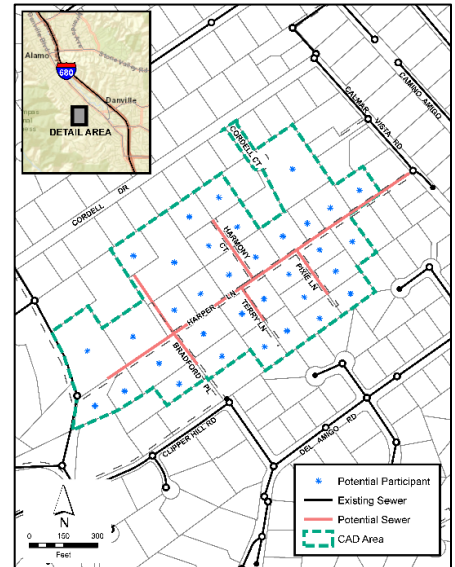 Alamo
680
Danville
DETAIL AREA
CAMINO AMIGO
CALMAR VISTA RD
CORDELL CT
CORDELL DR
HARMONY CT
PIXIE LN
HARPER LN
TERRY LN
BRADFORD PL
CLIPPER HILL RD
DEL AMIGO RD
N
0 150 300
Feet
Potential Participant
Existing Sewer
Potential Sewer
CAD Area